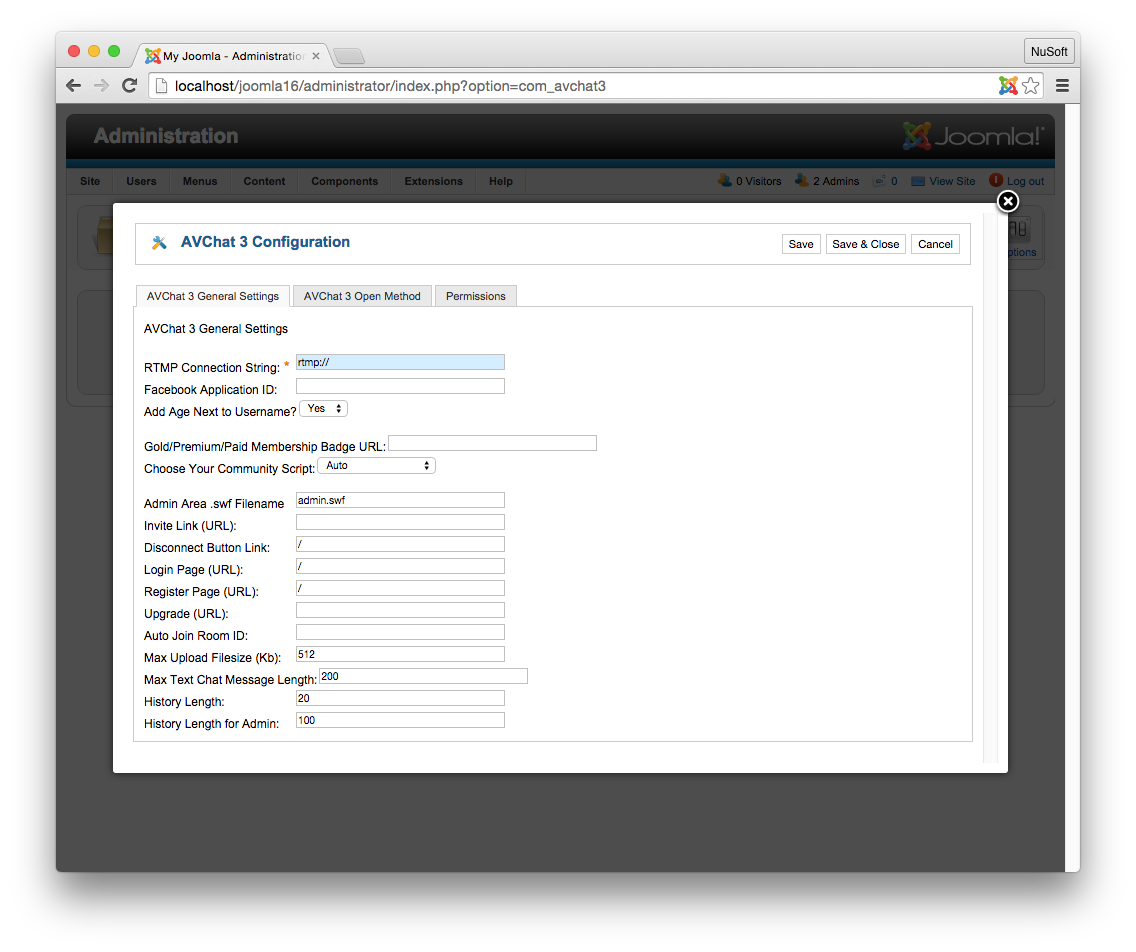 My Joomla - Administration
NuSoft
localhost/joomla16/administrator/index.php?option=com_avchat3
Administration
Joomla!
Site Users Menus Content Components Extensions Help 0 Visitors 2 Admins 0 View Site Log out
AVChat 3 Configuration
Save Save & Close Cancel
ptions
AVChat 3 General Settings AVChat 3 Open Method Permissions
AVChat 3 General Settings
RTMP Connection String: * rtmp://
Facebook Application ID:
Add Age Next to Username? Yes
Gold/Premium/Paid Membership Badge URL:
Choose Your Community Script: Auto
Admin Area .swf Filename admin.swf
Invite Link (URL):
Disconnect Button Link: /
Login Page (URL): /
Register Page (URL): /
Upgrade (URL):
Auto Join Room ID:
Max Upload Filesize (Kb): 512
Max Text Chat Message Length: 200
History Length: 20
History Length for Admin: 100